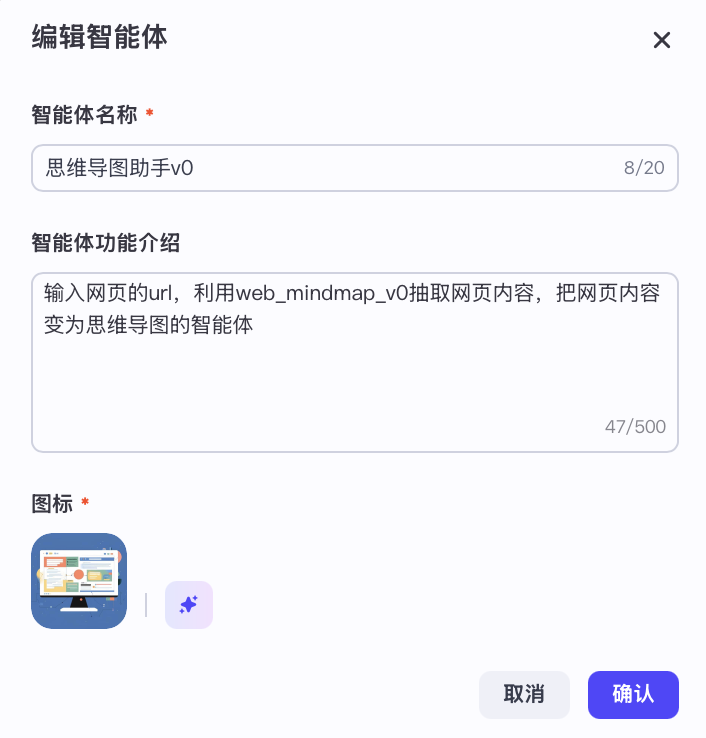 编辑智能体
智能体名称 *
思维导图助手v0
8/20
智能体功能介绍
输入网页的url，利用web_mindmap_v0抽取网页内容，把网页内容
变为思维导图的智能体
47/500
图标 *
取消
确认